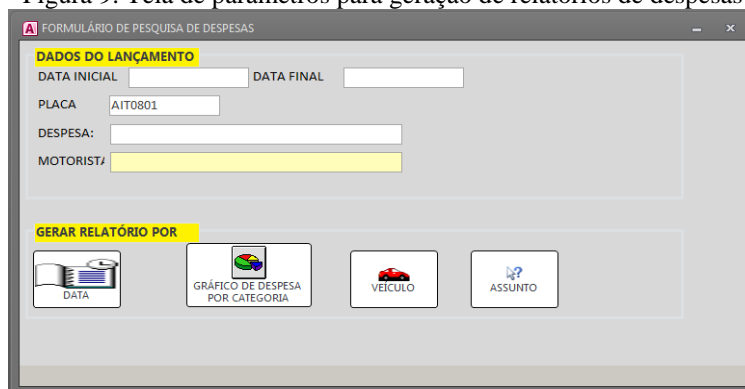 Figura 9. Tela de parâmetros para geração de relatórios de despesas
A FORMULÁRIO DE PESQUISA DE DESPESAS
DADOS DO LANÇAMENTO
DATA INICIAL DATA FINAL
PLACA AIT0801
DESPESA:
MOTORISTA
GERAR RELATÓRIO POR
DATA
GRÁFICO DE DESPESA
POR CATEGORIA
VEÍCULO
ASSUNTO